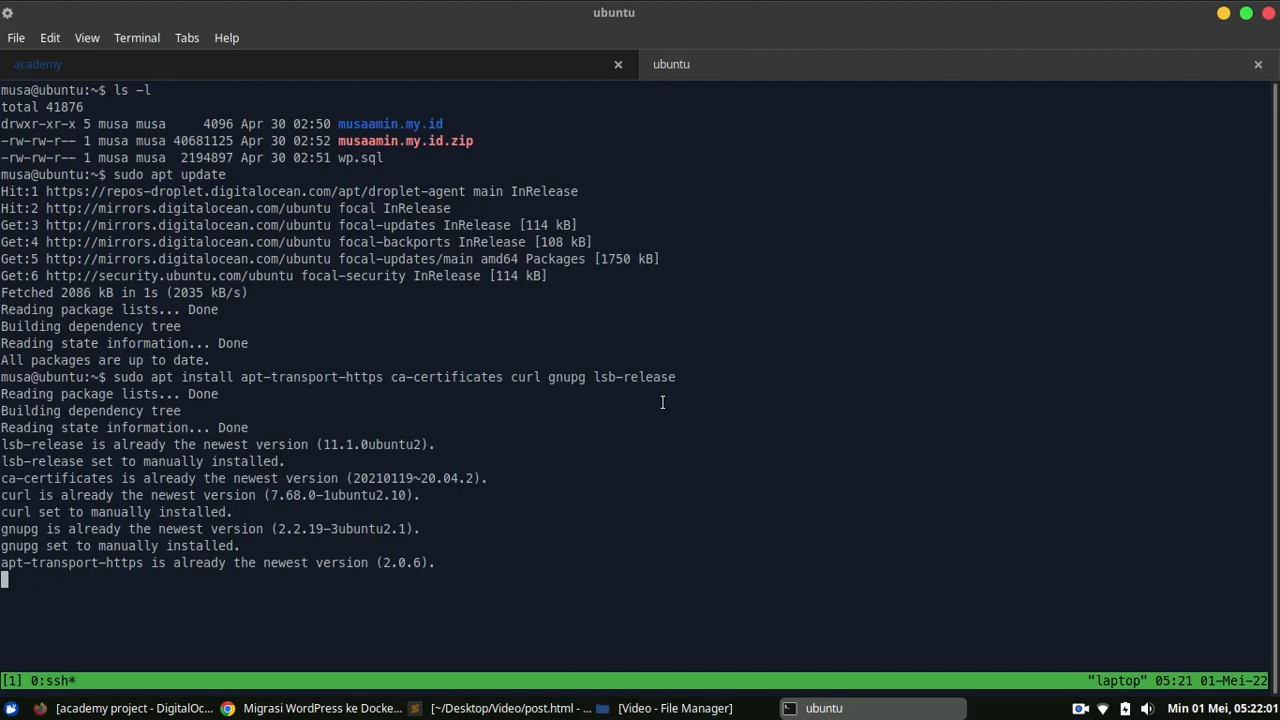 ubuntu
File Edit View Terminal Tabs Help
academy
ubuntu
musa@ubuntu:~$ ls -l
total 41876
drwxr-xr-x 5 musa musa     4096 Apr 30 02:50 musaamin.my.id
-rw-rw-r-- 1 musa musa 40681125 Apr 30 02:52 musaamin.my.id.zip
-rw-rw-r-- 1 musa musa  2194897 Apr 30 02:51 wp.sql
musa@ubuntu:~$ sudo apt update
Hit:1 https://repos-droplet.digitalocean.com/apt/droplet-agent main InRelease
Hit:2 http://mirrors.digitalocean.com/ubuntu focal InRelease
Get:3 http://mirrors.digitalocean.com/ubuntu focal-updates InRelease [114 kB]
Get:4 http://mirrors.digitalocean.com/ubuntu focal-backports InRelease [108 kB]
Get:5 http://mirrors.digitalocean.com/ubuntu focal-updates/main amd64 Packages [1750 kB]
Get:6 http://security.ubuntu.com/ubuntu focal-security InRelease [114 kB]
Fetched 2086 kB in 1s (2035 kB/s)
Reading package lists... Done
Building dependency tree
Reading state information... Done
All packages are up to date.
musa@ubuntu:~$ sudo apt install apt-transport-https ca-certificates curl gnupg lsb-release
Reading package lists... Done
Building dependency tree
Reading state information... Done
lsb-release is already the newest version (11.1.0ubuntu2).
lsb-release set to manually installed.
ca-certificates is already the newest version (20210119~20.04.2).
curl is already the newest version (7.68.0-1ubuntu2.10).
curl set to manually installed.
gnupg is already the newest version (2.2.19-3ubuntu2.1).
gnupg set to manually installed.
apt-transport-https is already the newest version (2.0.6).
[1] 0:ssh* "laptop" 05:21 01-Mei-22
[academy project - DigitalOc... Migrasi WordPress ke Docke... [~/Desktop/Video/post.html - ... [Video - File Manager] ubuntu Min 01 Mei, 05:22:01